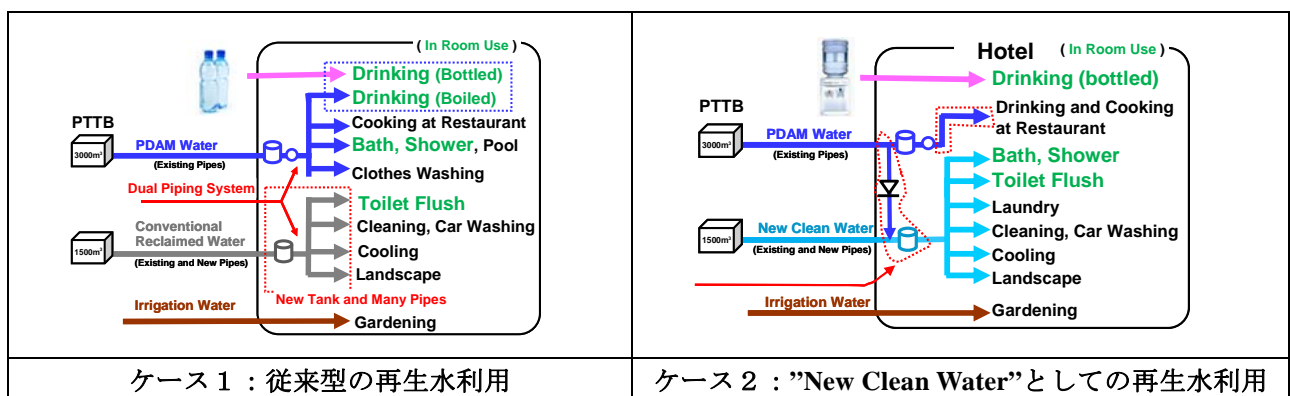 ( In Room Use )
Drinking (Bottled)
Drinking (Boiled)
Cooking at Restaurant
Bath, Shower, Pool
Clothes Washing
PTTB
3000m³
PDAM Water
(Existing Pipes)
Dual Piping System
Toilet Flush
Cleaning, Car Washing
Cooling
Landscape
Conventional
Reclaimed Water
1500m³
(Existing and New Pipes)
New Tank and Many Pipes
Irrigation Water
Gardening
ケース１：従来型の再生水利用
Hotel ( In Room Use )
Drinking (bottled)
Drinking and Cooking
at Restaurant
PTTB
3000m³
PDAM Water
(Existing Pipes)
Bath, Shower
Toilet Flush
Laundry
Cleaning, Car Washing
Cooling
Landscape
New Clean Water
1500m³
(Existing and New Pipes)
Irrigation Water
Gardening
ケース２：”New Clean Water”としての再生水利用